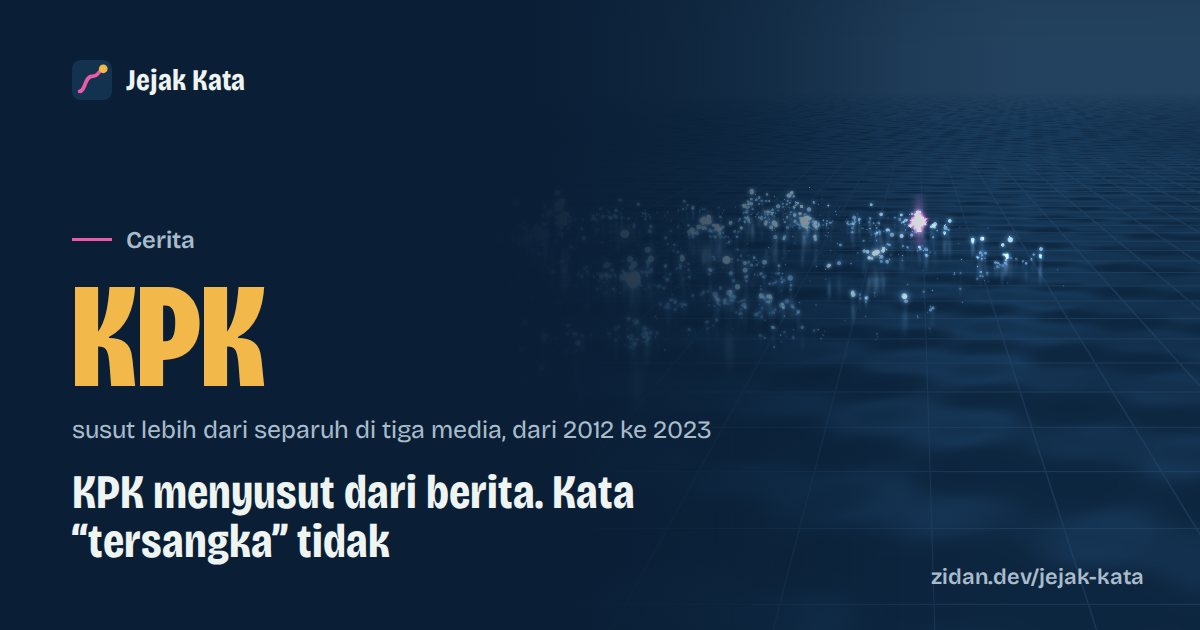 Jejak Kata
Cerita
KPK
susut lebih dari separuh di tiga media, dari 2012 ke 2023
KPK menyusut dari berita. Kata
“tersangka” tidak
zidan.dev/jejak-kata